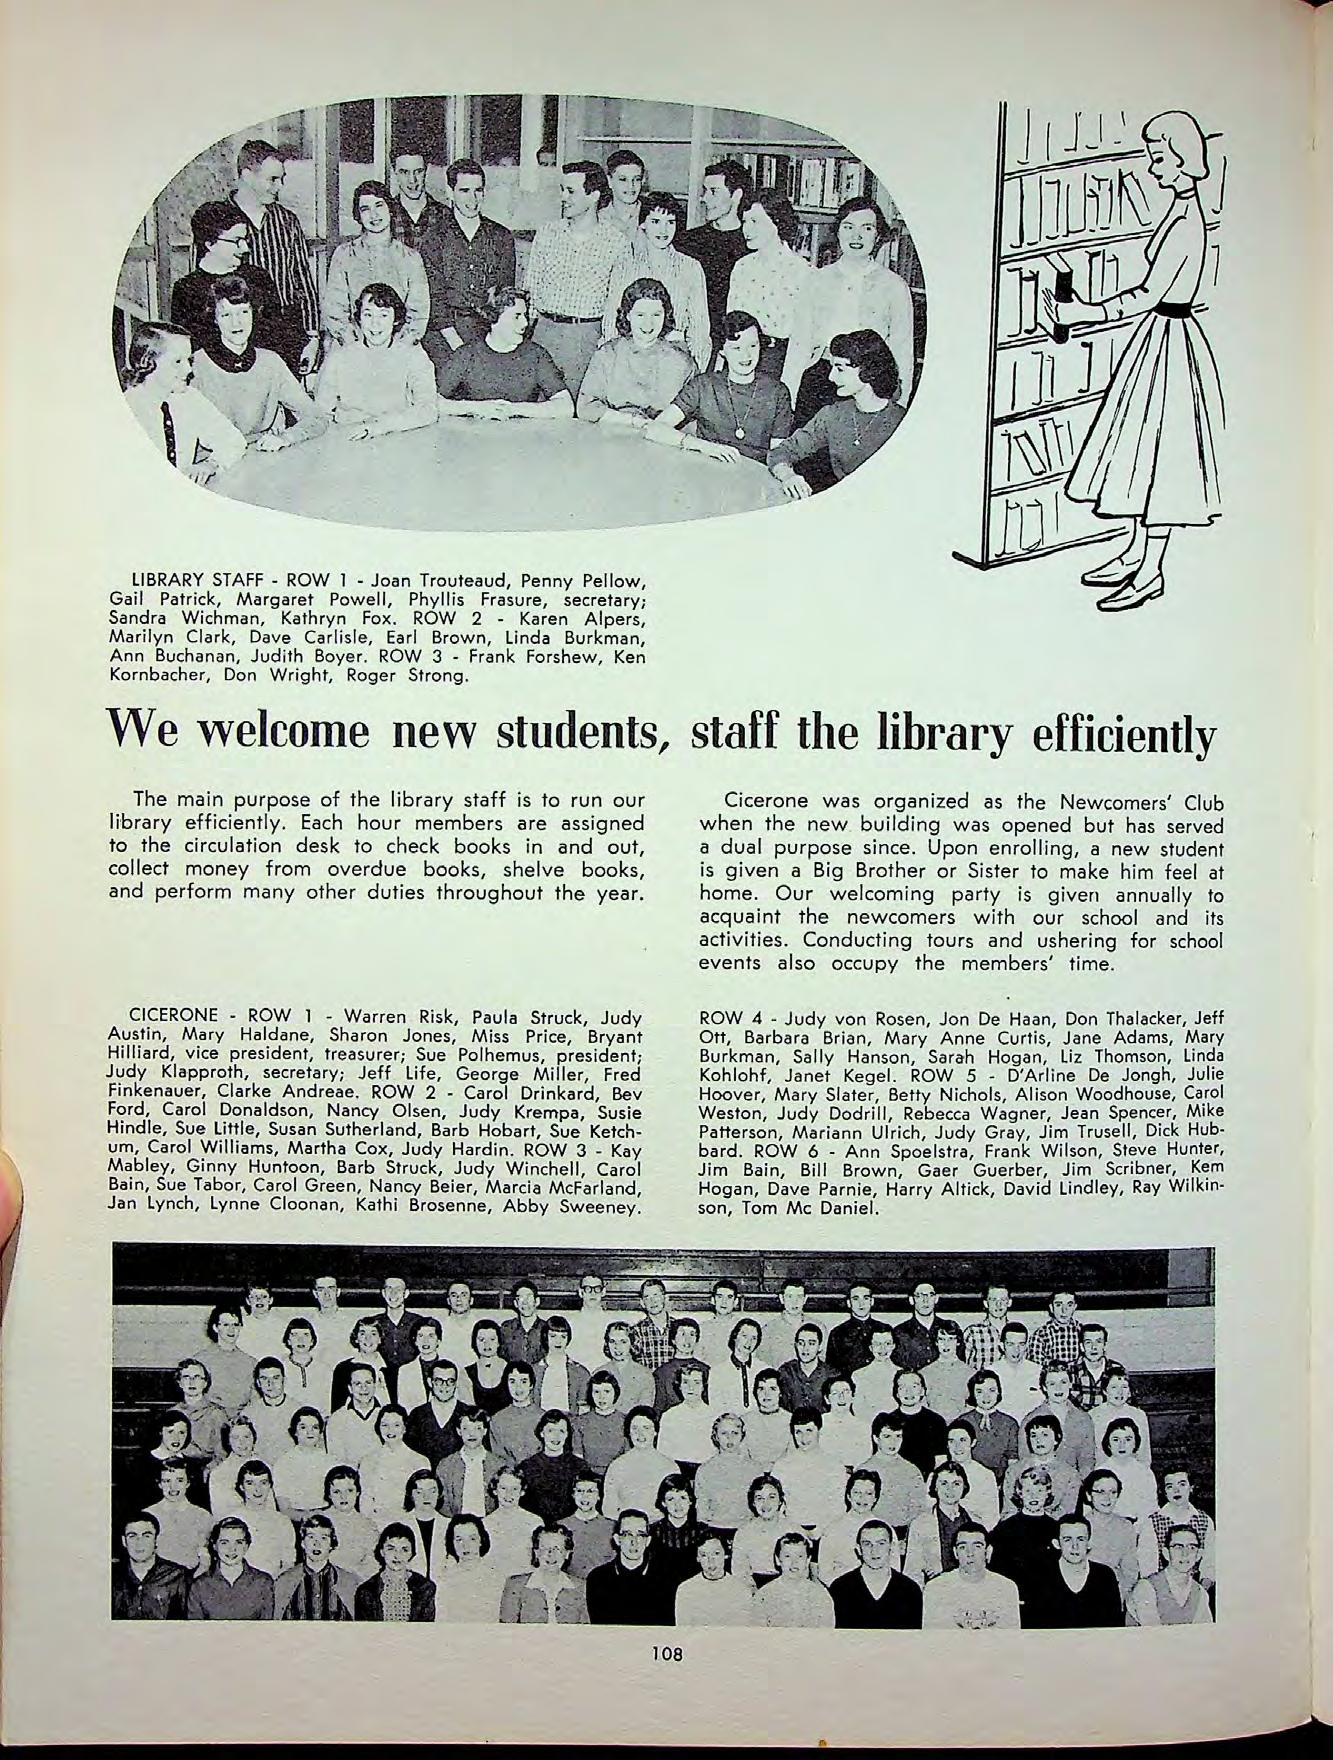 LIBRARY STAFF - ROW 1 - Joan Trouteaud, Penny Pellow,
Gail Patrick, Margaret Powell, Phyllis Frasure, secretary;
Sandra Wichman, Kathryn Fox. ROW 2 - Karen Alpers,
Marilyn Clark, Dave Carlisle, Earl Brown, Linda Burkman,
Ann Buchanan, Judith Boyer. ROW 3 - Frank Forshew, Ken
Kornbacher, Don Wright, Roger Strong.
We welcome new students, staff the library efficiently
The main purpose of the library staff is to run our
library efficiently. Each hour members are assigned
to the circulation desk to check books in and out,
collect money from overdue books, shelve books,
and perform many other duties throughout the year.
Cicerone was organized as the Newcomers' Club
when the new building was opened but has served
a dual purpose since. Upon enrolling, a new student
is given a Big Brother or Sister to make him feel at
home. Our welcoming party is given annually to
acquaint the newcomers with our school and its
activities. Conducting tours and ushering for school
events also occupy the members' time.
CICERONE - ROW 1 - Warren Risk, Paula Struck, Judy
Austin, Mary Haldane, Sharon Jones, Miss Price, Bryant
Hilliard, vice president, treasurer; Sue Polhemus, president;
Judy Klapproth, secretary; Jeff Life, George Miller, Fred
Finkenauer, Clarke Andreae. ROW 2 - Carol Drinkard, Bev
Ford, Carol Donaldson, Nancy Olsen, Judy Krempa, Susie
Hindle, Sue Little, Susan Sutherland, Barb Hobart, Sue Ketch-
um, Carol Williams, Martha Cox, Judy Hardin. ROW 3 - Kay
Mabley, Ginny Huntoon, Barb Struck, Judy Winchell, Carol
Bain, Sue Tabor, Carol Green, Nancy Beier, Marcia McFarland,
Jan Lynch, Lynne Cloonan, Kathi Brosenne, Abby Sweeney.
ROW 4 - Judy von Rosen, Jon De Haan, Don Thalacker, Jeff
Ott, Barbara Brian, Mary Anne Curtis, Jane Adams, Mary
Burkman, Sally Hanson, Sarah Hogan, Liz Thomson, Linda
Kohlohf, Janet Kegel. ROW 5 - D'Arline De Jongh, Julie
Hoover, Mary Slater, Betty Nichols, Alison Woodhouse, Carol
Weston, Judy Dodrill, Rebecca Wagner, Jean Spencer, Mike
Patterson, Mariann Ulrich, Judy Gray, Jim Trusell, Dick Hub-
bard. ROW 6 - Ann Spoelstra, Frank Wilson, Steve Hunter,
Jim Bain, Bill Brown, Gaer Guerber, Jim Scribner, Kem
Hogan, Dave Parnie, Harry Altick, David Lindley, Ray Wilkin-
son, Tom Mc Daniel.
108